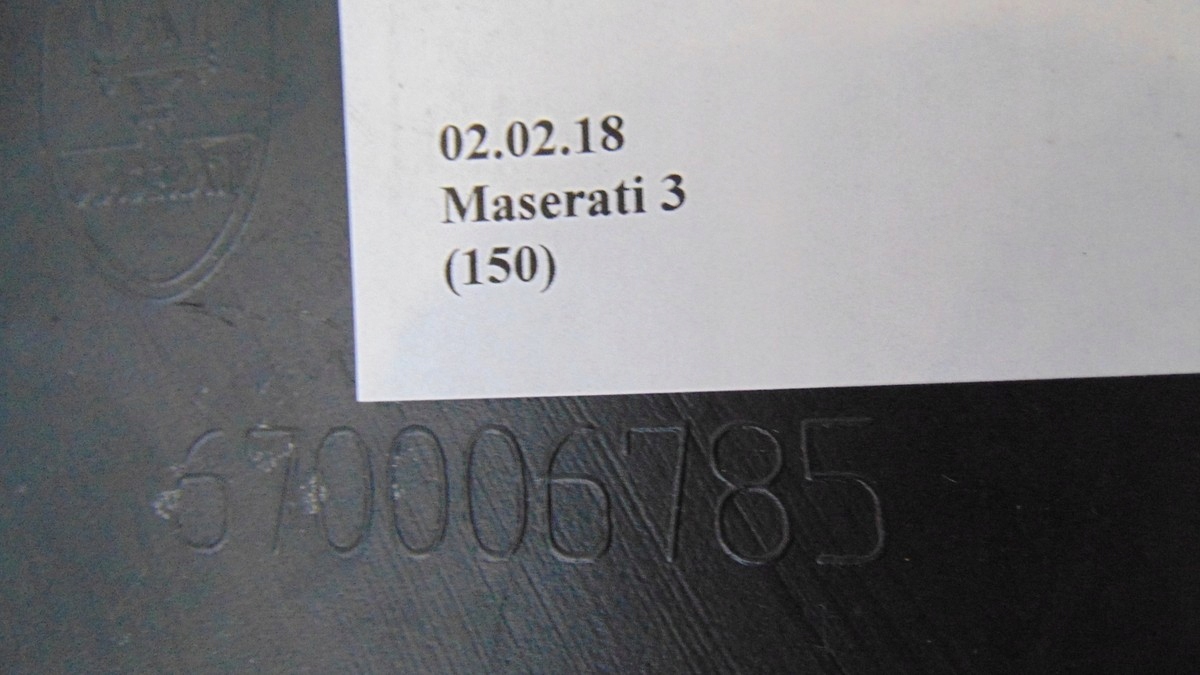 02.02.18
Maserati 3
(150)
670006785